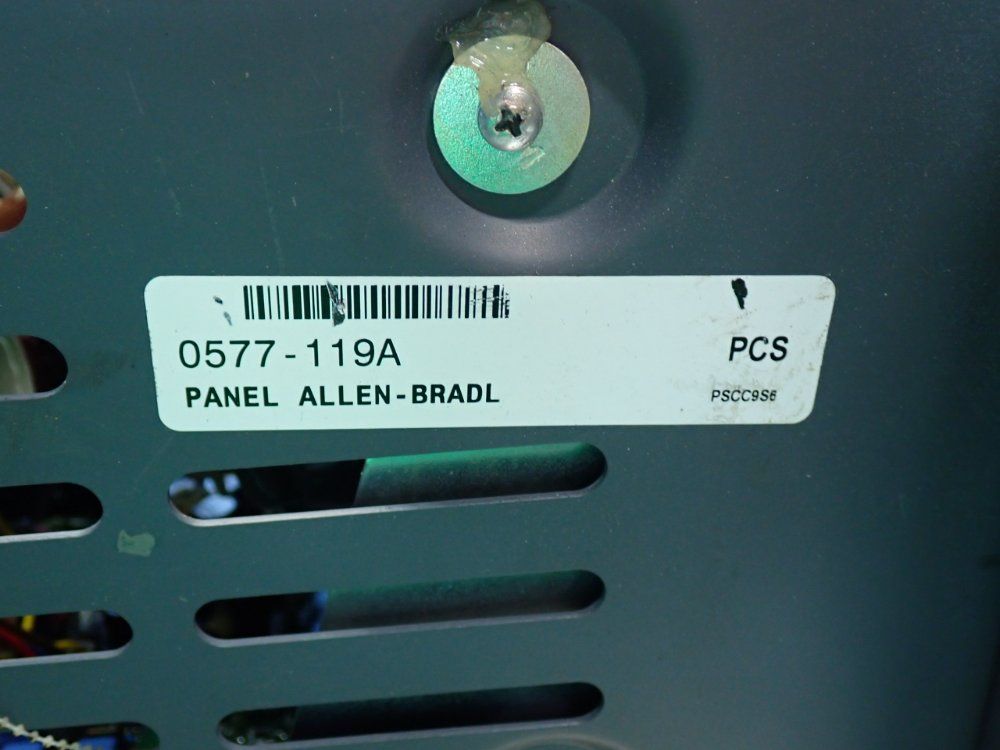 0577-119A
PCS
PANEL ALLEN-BRADL
PSCC9S6